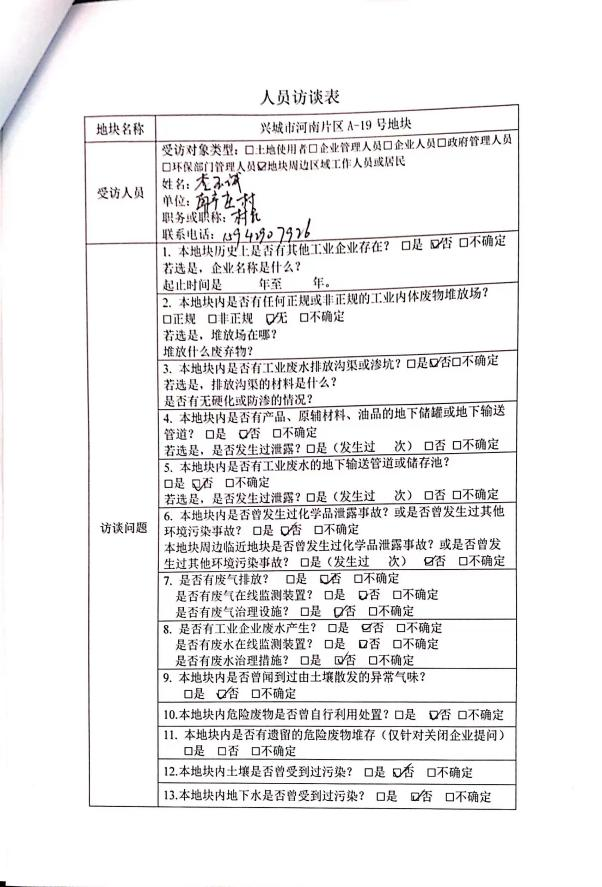 人员访谈表
地块名称
兴城市河南片区 A-19 号地块
受访人员
受访对象类型：□土地使用者□企业管理人员□企业人员□政府管理人员
□环保部门管理人员☑地块周边区域工作人员或居民
姓名：
单位：
职务或职称：村民
联系电话：15942907926
访谈问题
1. 本地块历史上是否有其他工业企业存在？ □是 ☑否 □不确定
若选是，企业名称是什么？
起止时间是 年至 年。
2. 本地块内是否有任何正规或非正规的工业内体废物堆放场？
□正规 □非正规 ☑无 □不确定
若选是，堆放场在哪？
堆放什么废弃物？
3. 本地块内是否有工业废水排放沟渠或渗坑？□是☑否□不确定
若选是，排放沟渠的材料是什么？
是否有无硬化或防渗的情况？
4. 本地块内是否有产品、原辅材料、油品的地下储罐或地下输送
管道？ □是 ☑否 □不确定
若选是，是否发生过泄露？□是（发生过 次） □否 □不确定
5. 本地块内是否有工业废水的地下输送管道或储存池？
□是 ☑否 □不确定
若选是，是否发生过泄露？□是（发生过 次） □否 □不确定
6. 本地块内是否曾发生过化学品泄露事故？或是否曾发生过其他
环境污染事故？ □是 ☑否 □不确定
本地块周边临近地块是否曾发生过化学品泄露事故？或是否曾发
生过其他环境污染事故？□是（发生过 次） ☑否 □不确定
7. 是否有废气排放？ □是 ☑否 □不确定
是否有废气在线监测装置？ □是 ☑否 □不确定
是否有废气治理设施？ □是 ☑否 □不确定
8. 是否有工业企业废水产生？ □是 ☑否 □不确定
是否有废水在线监测装置？ □是 ☑否 □不确定
是否有废水治理措施？ □是 ☑否 □不确定
9. 本地块内是否曾闻到过由土壤散发的异常气味？
□是 ☑否 □不确定
10.本地块内危险废物是否曾自行利用处置？□是 ☑否 □不确定
11. 本地块内是否有遗留的危险废物堆存（仅针对关闭企业提问）
□是 □否 □不确定
12.本地块内土壤是否曾受到过污染？ □是 ☑否 □不确定
13.本地块内地下水是否曾受到过污染？ □是 ☑否 □不确定